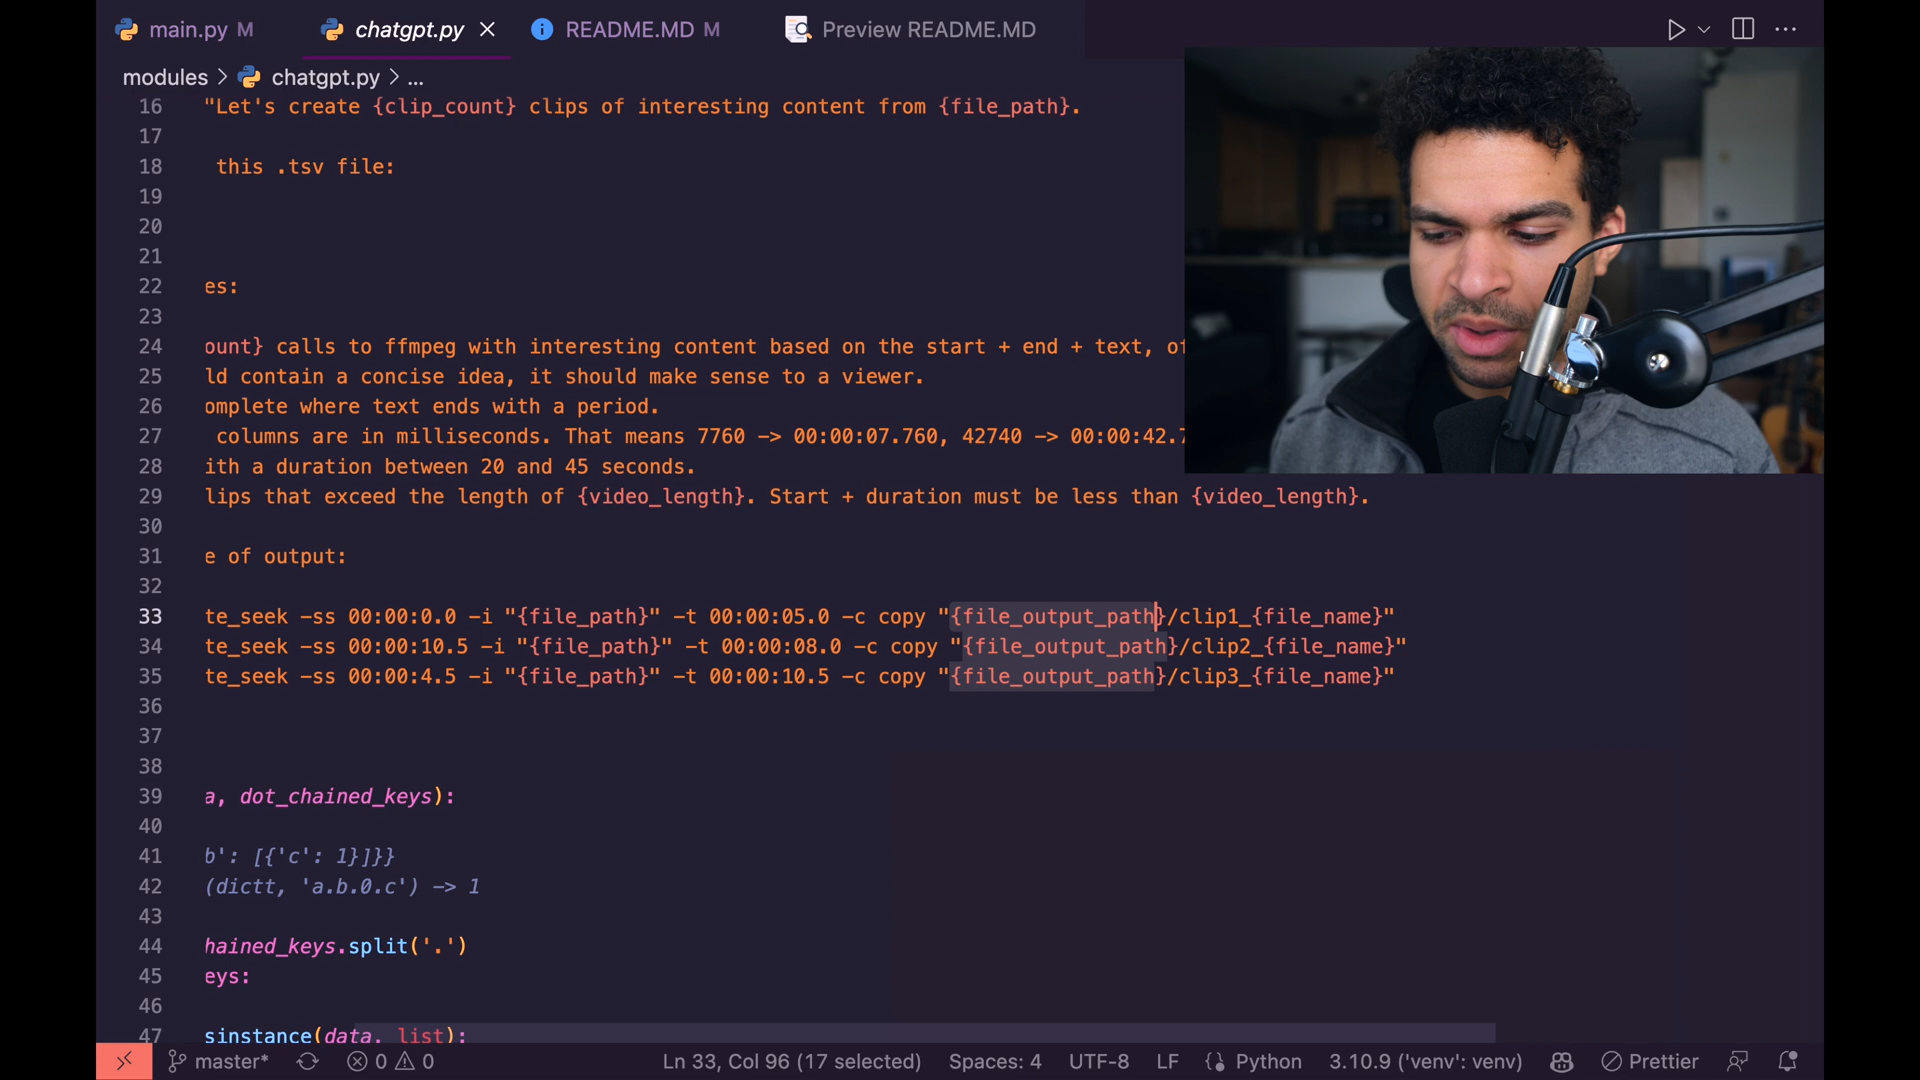 main.py M
chatgpt.py
README.MD M
Preview README.MD
modules > chatgpt.py > ...
16 "Let's create {clip_count} clips of interesting content from {file_path}.
17
18 this .tsv file:
19
20
21
22 es:
23
24 ount} calls to ffmpeg with interesting content based on the start + end + text, of
25 ld contain a concise idea, it should make sense to a viewer.
26 omplete where text ends with a period.
27 columns are in milliseconds. That means 7760 -> 00:00:07.760, 42740 -> 00:00:42.7
28 ith a duration between 20 and 45 seconds.
29 lips that exceed the length of {video_length}. Start + duration must be less than {video_length}.
30
31 e of output:
32
33 te_seek -ss 00:00:0.0 -i "{file_path}" -t 00:00:05.0 -c copy "{file_output_path}/clip1_{file_name}"
34 te_seek -ss 00:00:10.5 -i "{file_path}" -t 00:00:08.0 -c copy "{file_output_path}/clip2_{file_name}"
35 te_seek -ss 00:00:4.5 -i "{file_path}" -t 00:00:10.5 -c copy "{file_output_path}/clip3_{file_name}"
36
37
38
39 a, dot_chained_keys):
40
41 b': [{'c': 1}]}}
42 (dictt, 'a.b.0.c') -> 1
43
44 hained_keys.split('.')
45 eys:
46
47 sinstance(data, list):
master* 0 0 Ln 33, Col 96 (17 selected) Spaces: 4 UTF-8 LF Python 3.10.9 ('venv': venv) Prettier